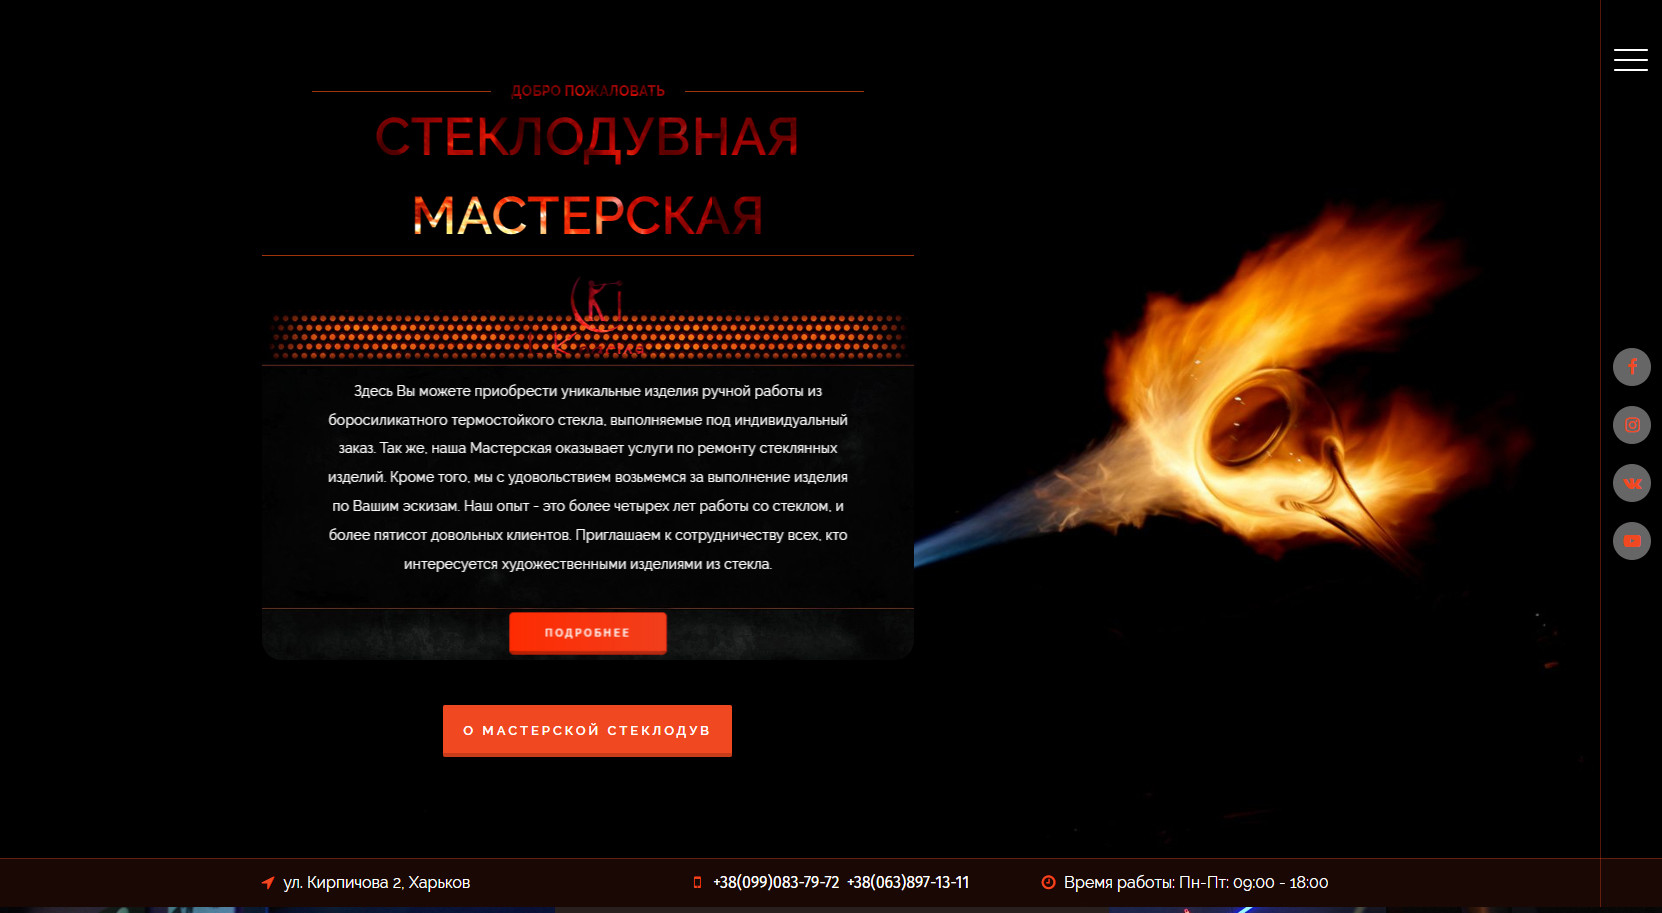 ДОБРО ПОЖАЛОВАТЬ
СТЕКЛОДУВНАЯ
МАСТЕРСКАЯ
Здесь Вы можете приобрести уникальные изделия ручной работы из
боросиликатного термостойкого стекла, выполняемые под индивидуальный
заказ. Так же, наша Мастерская оказывает услуги по ремонту стеклянных
изделий. Кроме того, мы с удовольствием возьмемся за выполнение изделия
по Вашим эскизам. Наш опыт - это более четырех лет работы со стеклом, и
более пятисот довольных клиентов. Приглашаем к сотрудничеству всех, кто
интересуется художественными изделиями из стекла.
ПОДРОБНЕЕ
О МАСТЕРСКОЙ СТЕКЛОДУВ
ул. Кирпичова 2, Харьков
+38(099)083-79-72 +38(063)897-13-11
Время работы: Пн-Пт: 09:00 - 18:00